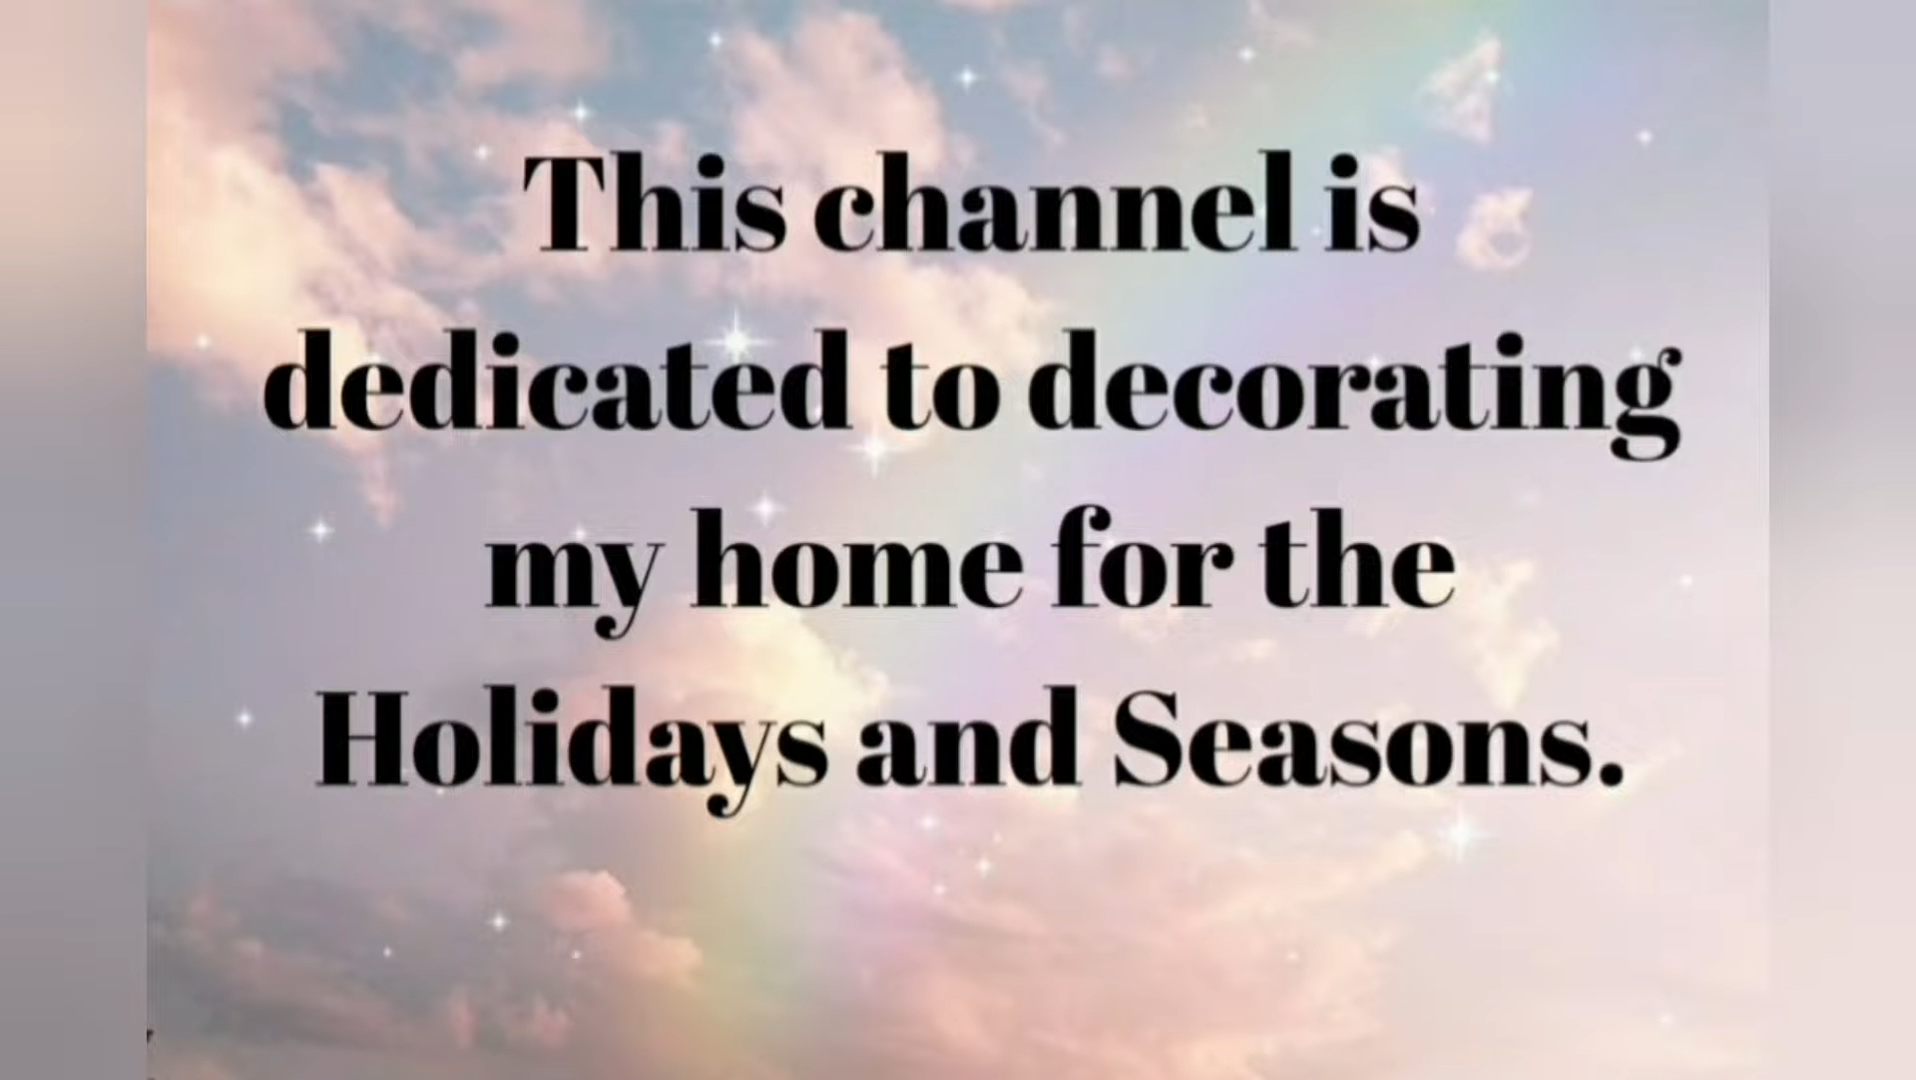 This channel is
dedicated to decorating
my home for the
Holidays and Seasons.